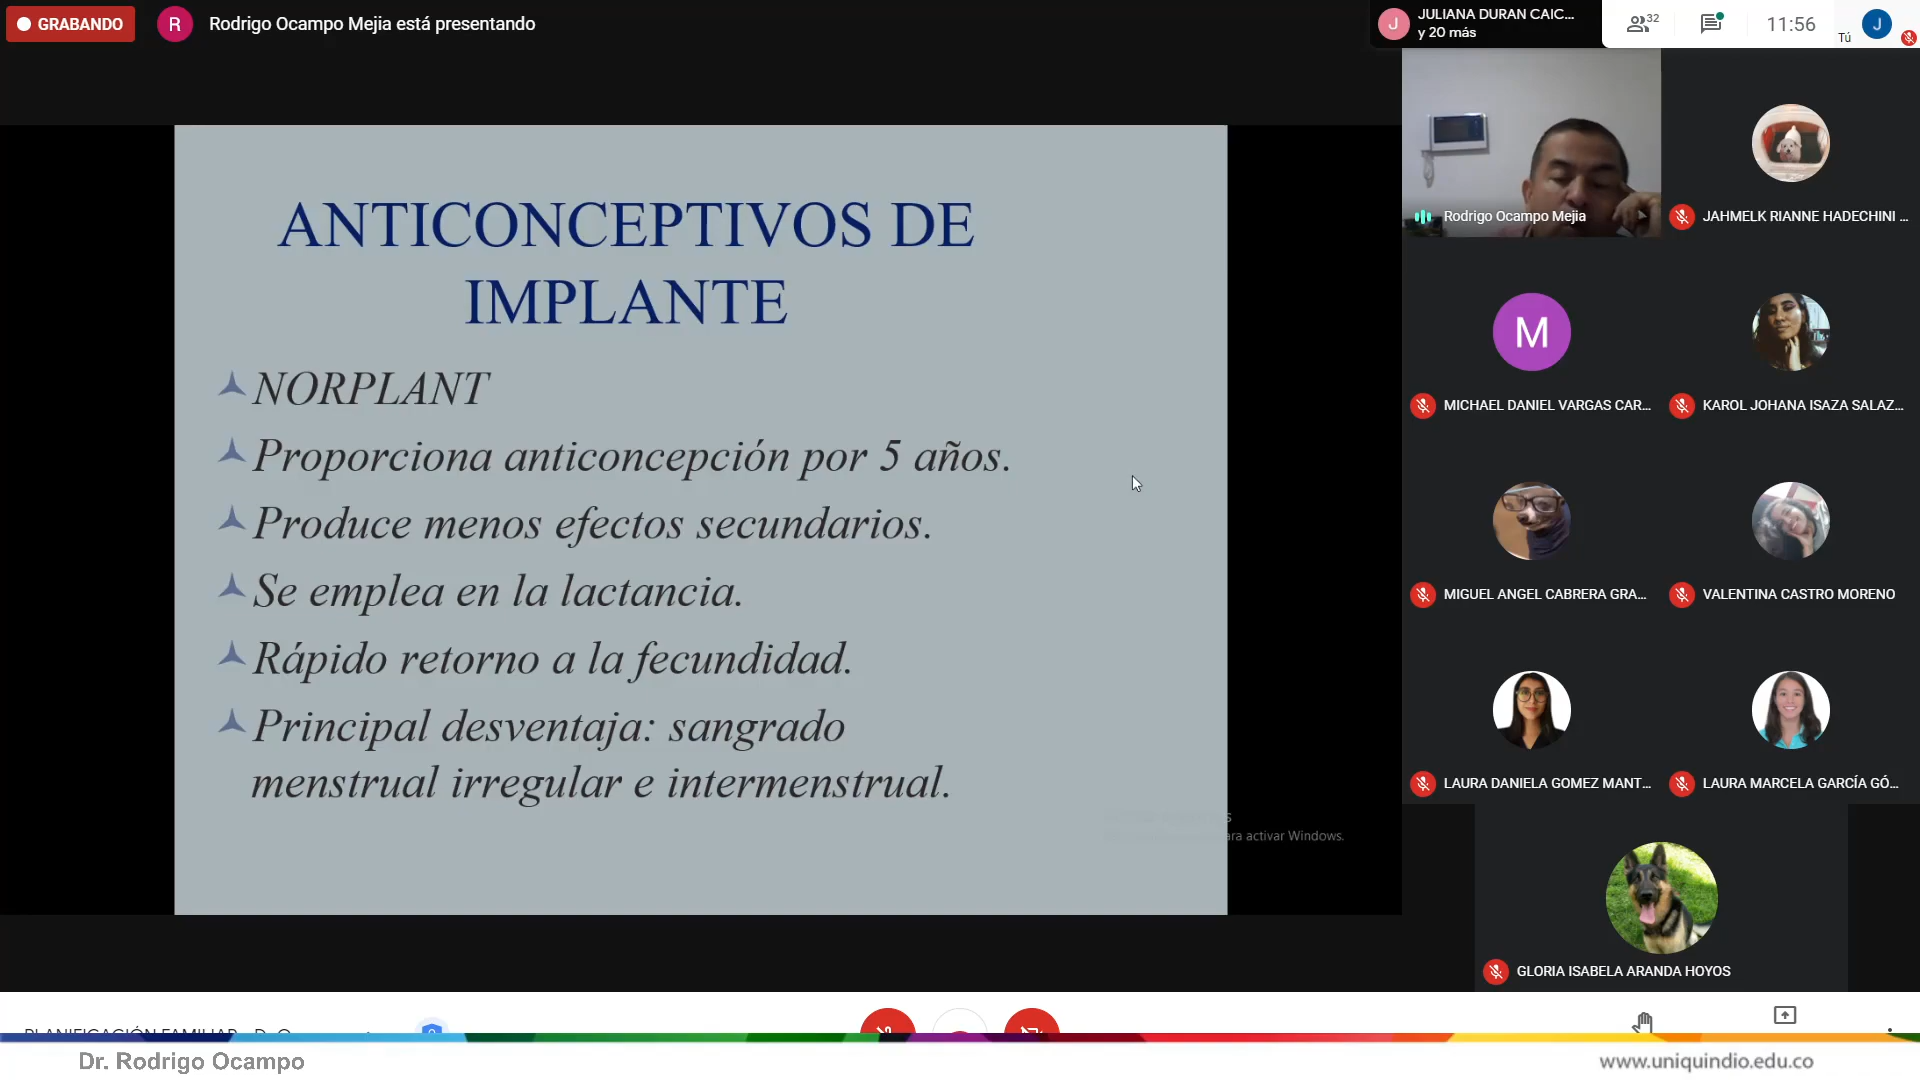 GRABANDO
R
Rodrigo Ocampo Mejia está presentando
J
JULIANA DURAN CAIC...
y 20 más
32
11:56
Tú
J
ANTICONCEPTIVOS DE
IMPLANTE
NORPLANT
Proporciona anticoncepción por 5 años.
Produce menos efectos secundarios.
Se emplea en la lactancia.
Rápido retorno a la fecundidad.
Principal desventaja: sangrado
menstrual irregular e intermenstrual.
para activar Windows.
Rodrigo Ocampo Mejia
JAHMELK RIANNE HADECHINI ...
M
MICHAEL DANIEL VARGAS CAR...
KAROL JOHANA ISAZA SALAZ...
MIGUEL ANGEL CABRERA GRA...
VALENTINA CASTRO MORENO
LAURA DANIELA GOMEZ MANT...
LAURA MARCELA GARCÍA GÓ...
GLORIA ISABELA ARANDA HOYOS
PLANIFICACIÓN FAMILIAR
Dr. Rodrigo Ocampo
www.uniquindio.edu.co